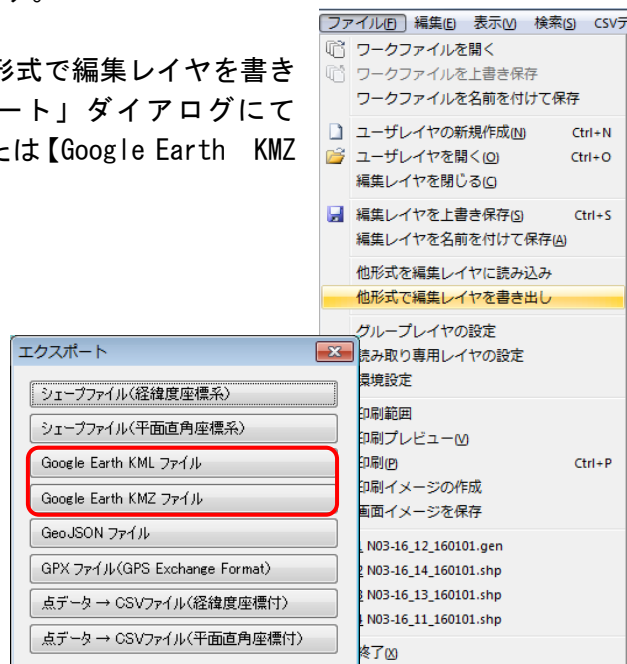 す。
形式で編集レイヤを書き
ート」ダイアログにて
とは【Google Earth　KMZ
ファイル(F) 編集(E) 表示(V) 検索(S) CSVデ
ワークファイルを開く
ワークファイルを上書き保存
ワークファイルを名前を付けて保存
ユーザレイヤの新規作成(N) Ctrl+N
ユーザレイヤを開く(O) Ctrl+O
編集レイヤを閉じる(C)
編集レイヤを上書き保存(S) Ctrl+S
編集レイヤを名前を付けて保存(A)
他形式を編集レイヤに読み込み
他形式で編集レイヤを書き出し
グループレイヤの設定
読み取り専用レイヤの設定
環境設定
印刷範囲
印刷プレビュー(V)
印刷(P) Ctrl+P
印刷イメージの作成
画面イメージを保存
N03-16_12_160101.gen
N03-16_14_160101.shp
N03-16_13_160101.shp
N03-16_11_160101.shp
終了(X)
エクスポート
シェープファイル(経緯度座標系)
シェープファイル(平面直角座標系)
Google Earth KML ファイル
Google Earth KMZ ファイル
GeoJSON ファイル
GPX ファイル(GPS Exchange Format)
点データ → CSVファイル(経緯度座標付)
点データ → CSVファイル(平面直角座標付)